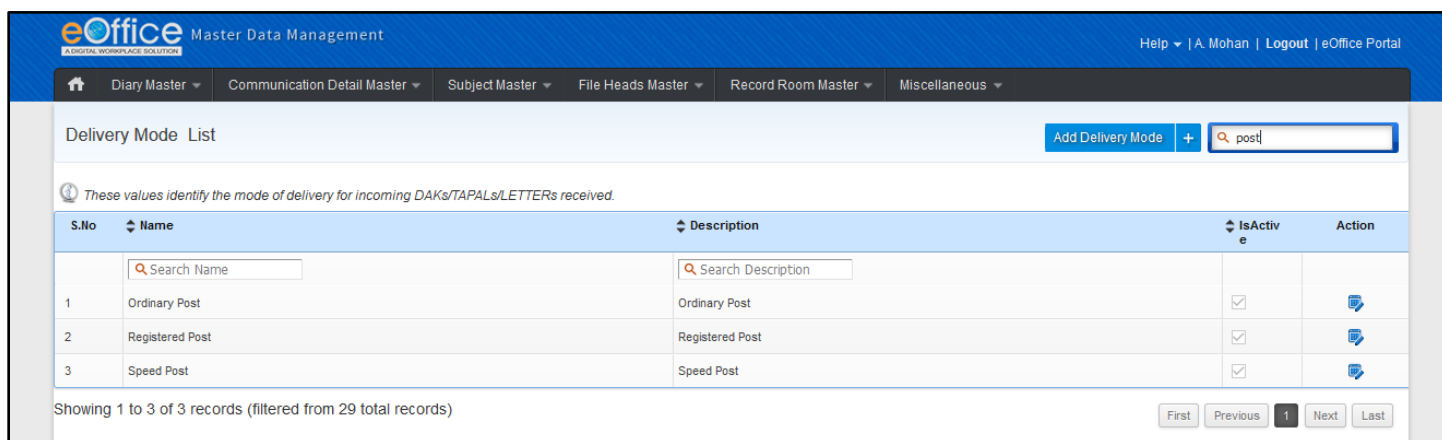 eOffice Master Data Management
A DIGITAL WORKPLACE SOLUTION
Help | A. Mohan | Logout | eOffice Portal
Diary Master Communication Detail Master Subject Master File Heads Master Record Room Master Miscellaneous
Delivery Mode List
Add Delivery Mode + post
These values identify the mode of delivery for incoming DAKs/TAPALs/LETTERs received.
S.No Name Description IsActiv Action
e
Search Name Search Description
1 Ordinary Post Ordinary Post
2 Registered Post Registered Post
3 Speed Post Speed Post
Showing 1 to 3 of 3 records (filtered from 29 total records)
First Previous 1 Next Last